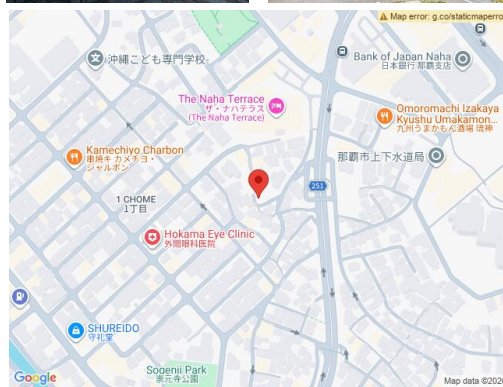 Map error: g.co/staticmaperro
沖縄こども専門学校
Bank of Japan Naha
日本銀行 那覇支店
The Naha Terrace
ザ・ナハテラス
(The Naha Terrace)
Omoromachi Izakaya
Kyushu Umakamon...
九州うまかもん酒場 琉神
Kamechiyo Charbon
串焼き カメチヨ・
シャルボン
那覇市上下水道局
251
1 CHOME
1丁目
Hokama Eye Clinic
外間眼科医院
SHUREIDO
守礼堂
Sogenji Park
崇元寺公園
Google
Map data ©2026